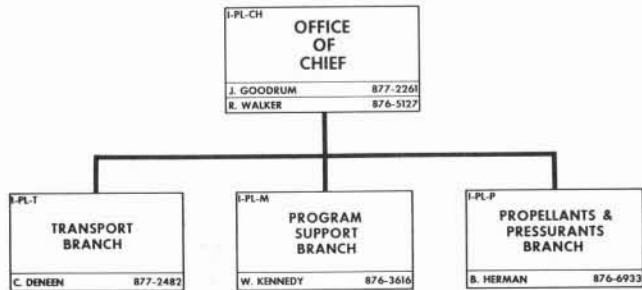 I-PL-CH
OFFICE
OF
CHIEF
J. GOODRUM 877-2261
R. WALKER 876-5127
I-PL-T
TRANSPORT
BRANCH
C. DENEEN 877-2482
I-PL-M
PROGRAM
SUPPORT
BRANCH
W. KENNEDY 876-3616
I-PL-P
PROPELLANTS &
PRESSURANTS
BRANCH
B. HERMAN 876-6933